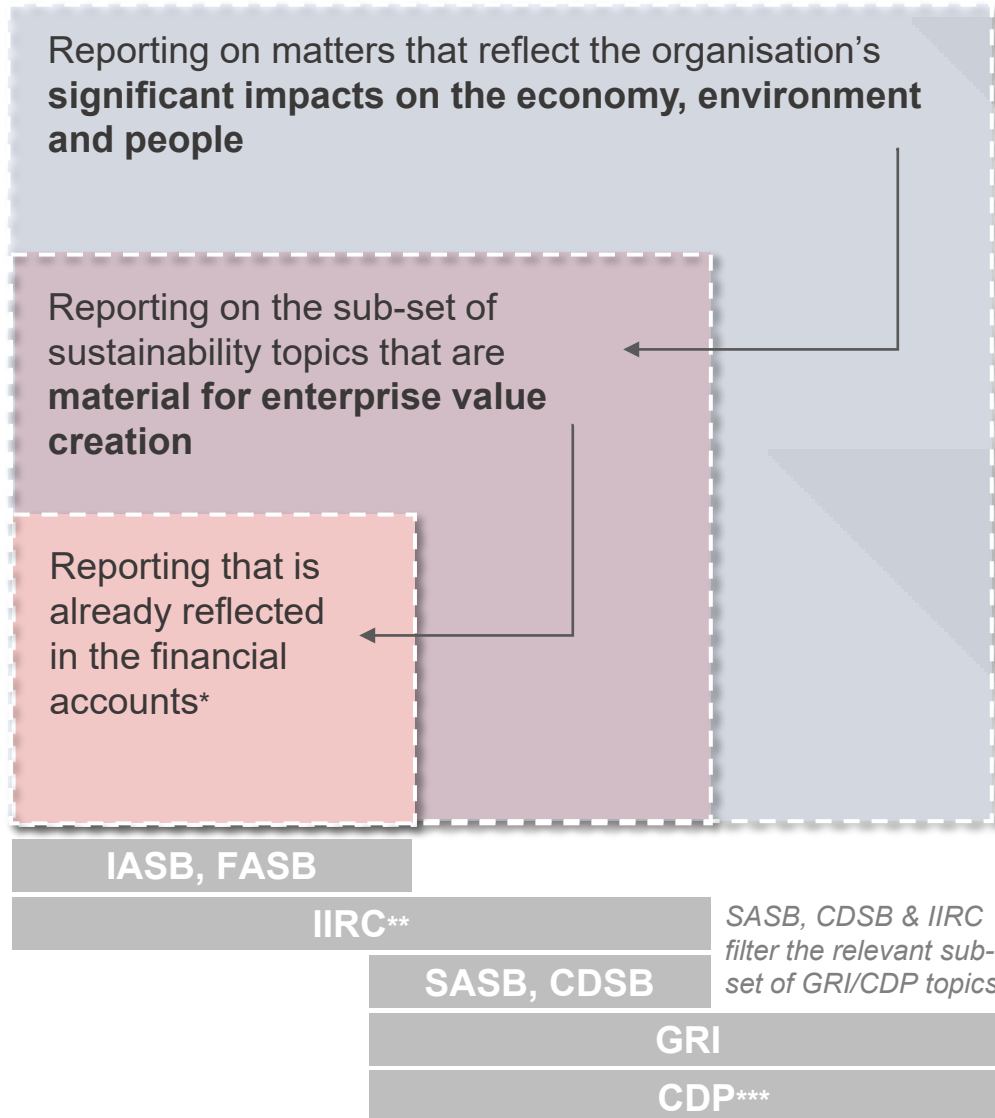 Reporting on matters that reflect the organisation’s
significant impacts on the economy, environment
and people
Reporting on the sub-set of
sustainability topics that are
material for enterprise value
creation
Reporting that is
already reflected
in the financial
accounts*
IASB, FASB
IIRC**
SASB, CDSB & IIRC
filter the relevant sub-
set of GRI/CDP topics
SASB, CDSB
GRI
CDP***